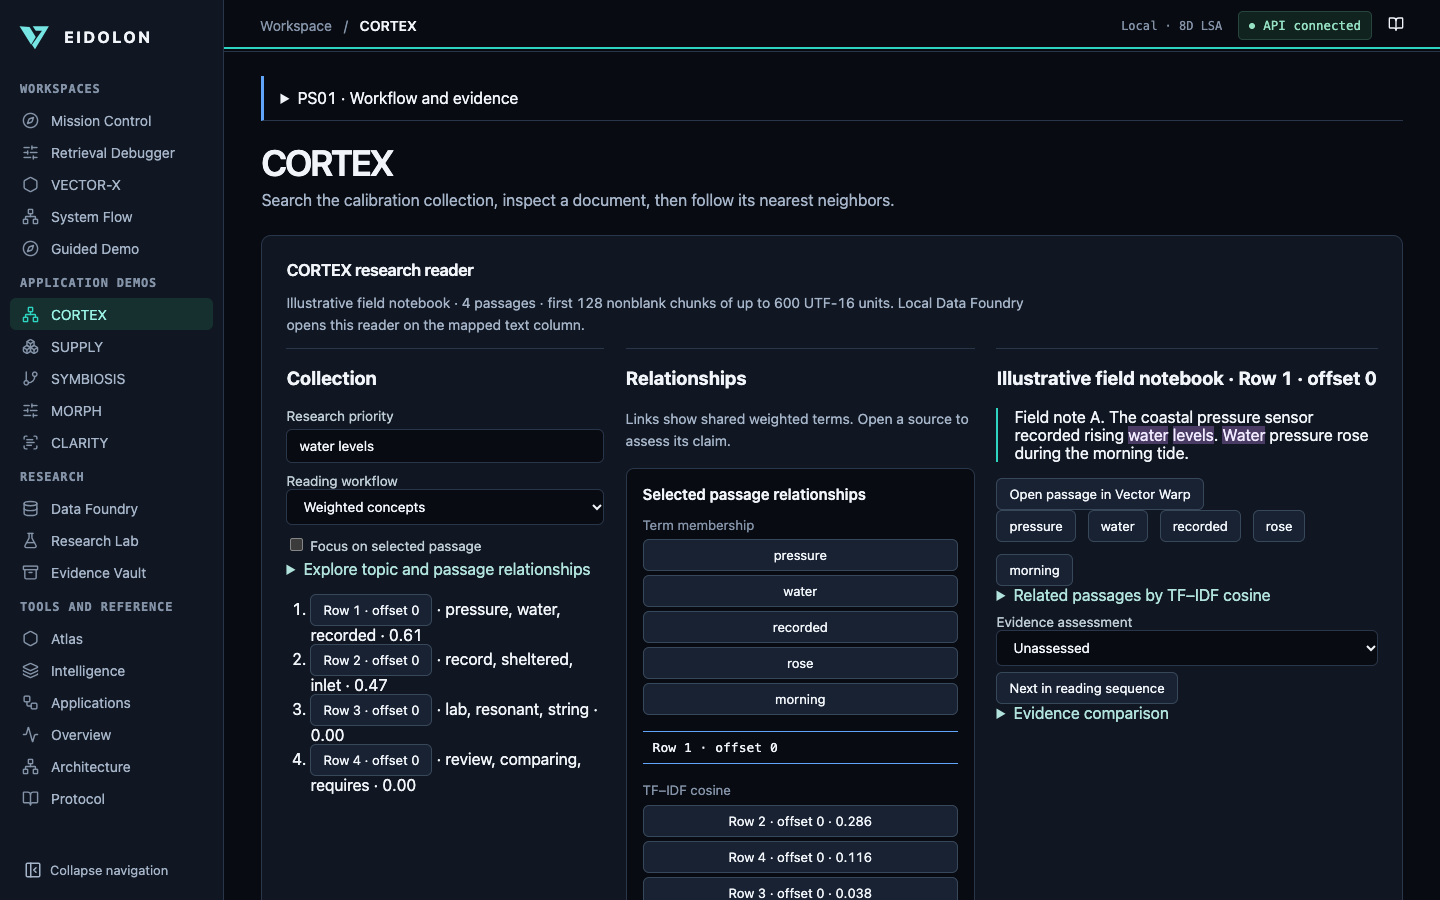 EIDOLON
WORKSPACES
Mission Control
Retrieval Debugger
VECTOR-X
System Flow
Guided Demo
APPLICATION DEMOS
CORTEX
SUPPLY
SYMBIOSIS
MORPH
CLARITY
RESEARCH
Data Foundry
Research Lab
Evidence Vault
TOOLS AND REFERENCE
Atlas
Intelligence
Applications
Overview
Architecture
Protocol
Collapse navigation
Workspace / CORTEX
Local · 8D LSA
API connected
PS01 · Workflow and evidence
CORTEX
Search the calibration collection, inspect a document, then follow its nearest neighbors.
CORTEX research reader
Illustrative field notebook · 4 passages · first 128 nonblank chunks of up to 600 UTF-16 units. Local Data Foundry
opens this reader on the mapped text column.
Collection
Research priority
water levels
Reading workflow
Weighted concepts
Focus on selected passage
Explore topic and passage relationships
1. Row 1 · offset 0 · pressure, water,
recorded · 0.61
2. Row 2 · offset 0 · record, sheltered,
inlet · 0.47
3. Row 3 · offset 0 · lab, resonant, string ·
0.00
4. Row 4 · offset 0 · review, comparing,
requires · 0.00
Relationships
Links show shared weighted terms. Open a source to
assess its claim.
Selected passage relationships
Term membership
pressure
water
recorded
rose
morning
Row 1 · offset 0
TF–IDF cosine
Row 2 · offset 0 · 0.286
Row 4 · offset 0 · 0.116
Row 3 · offset 0 · 0.038
Illustrative field notebook · Row 1 · offset 0
Field note A. The coastal pressure sensor
recorded rising water levels. Water pressure rose
during the morning tide.
Open passage in Vector Warp
pressure water recorded rose
morning
Related passages by TF–IDF cosine
Evidence assessment
Unassessed
Next in reading sequence
Evidence comparison